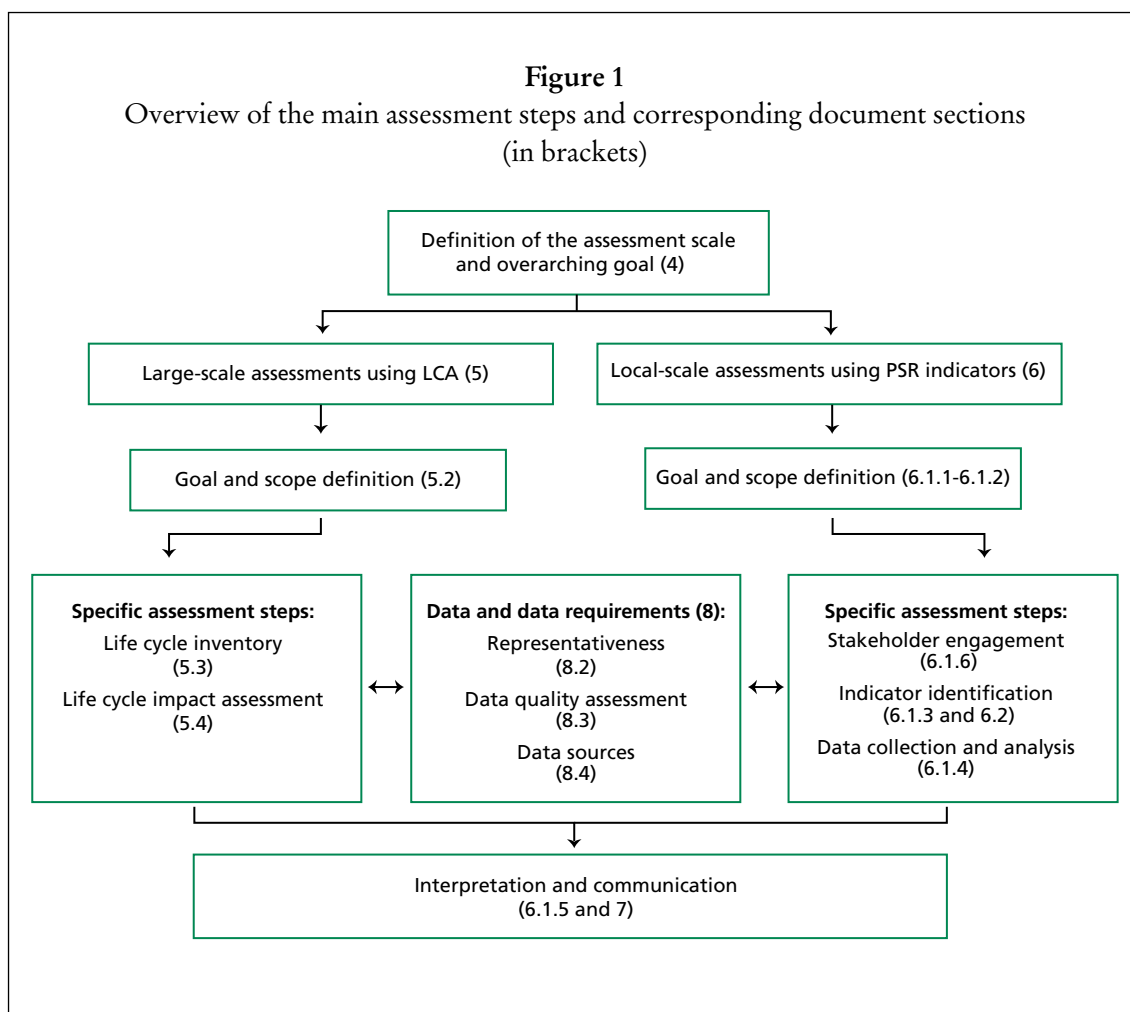 Figure 1
Overview of the main assessment steps and corresponding document sections
(in brackets)
Definition of the assessment scale
and overarching goal (4)
Large-scale assessments using LCA (5)
Local-scale assessments using PSR indicators (6)
Goal and scope definition (5.2)
Goal and scope definition (6.1.1-6.1.2)
Specific assessment steps:
Life cycle inventory
(5.3)
Life cycle impact assessment
(5.4)
Data and data requirements (8):
Representativeness
(8.2)
Data quality assessment
(8.3)
Data sources
(8.4)
Specific assessment steps:
Stakeholder engagement
(6.1.6)
Indicator identification
(6.1.3 and 6.2)
Data collection and analysis
(6.1.4)
Interpretation and communication
(6.1.5 and 7)